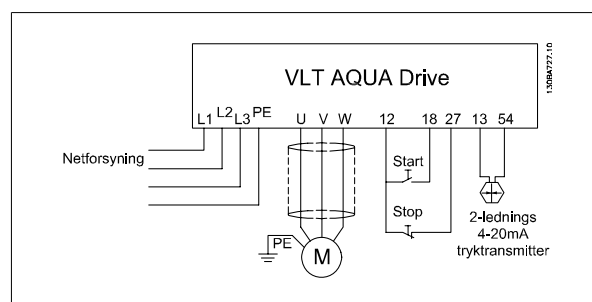 VLT AQUA Drive
130BA727.10
L1 L2 L3 PE U V W 12 18 27 13 54
Netforsyning
Start
Stop
PE
M
2-lednings
4-20mA
tryktransmitter